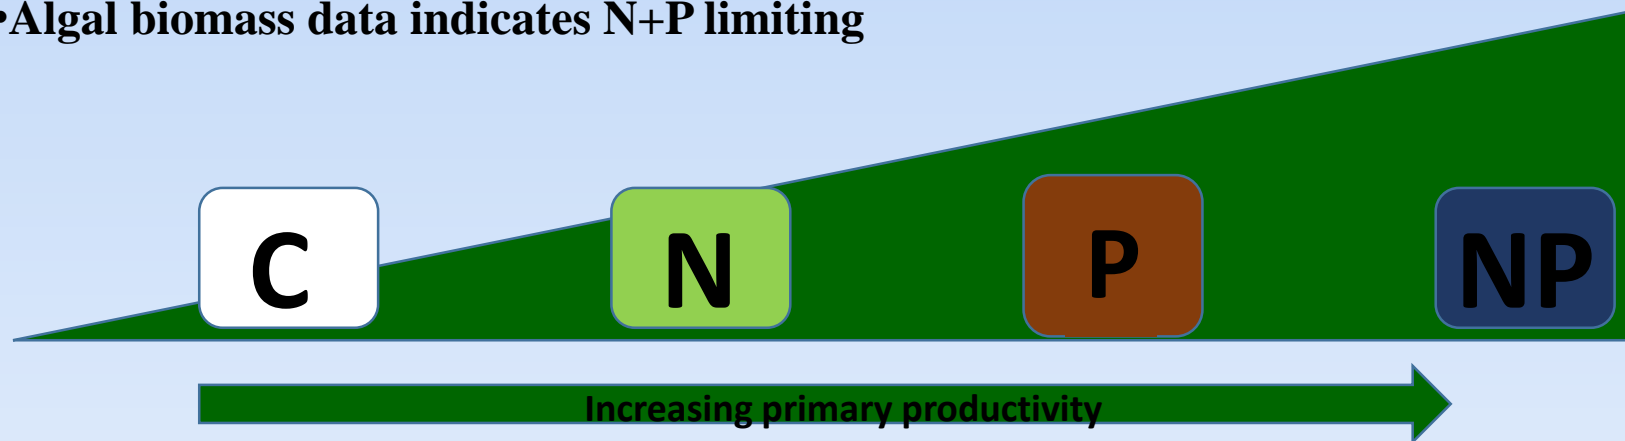 •Algal biomass data indicates N+P limiting
C
N
P
NP
Increasing primary productivity